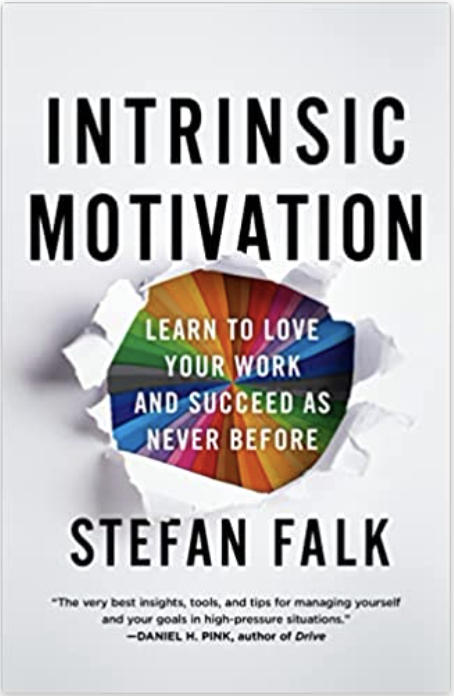 INTRINSIC
MOTIVATION
LEARN TO LOVE
YOUR WORK
AND SUCCEED AS
NEVER BEFORE
STEFAN FALK
“The very best insights, tools, and tips for managing yourself
and your goals in high-pressure situations.”
—DANIEL H. PINK, author of Drive